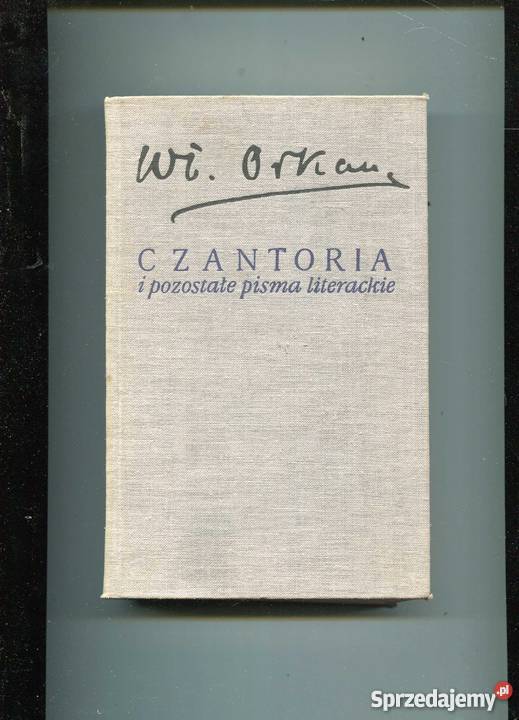 Wł. Orkan
CZANTORIA
i pozostałe pisma literackie
Sprzedajemy.pl